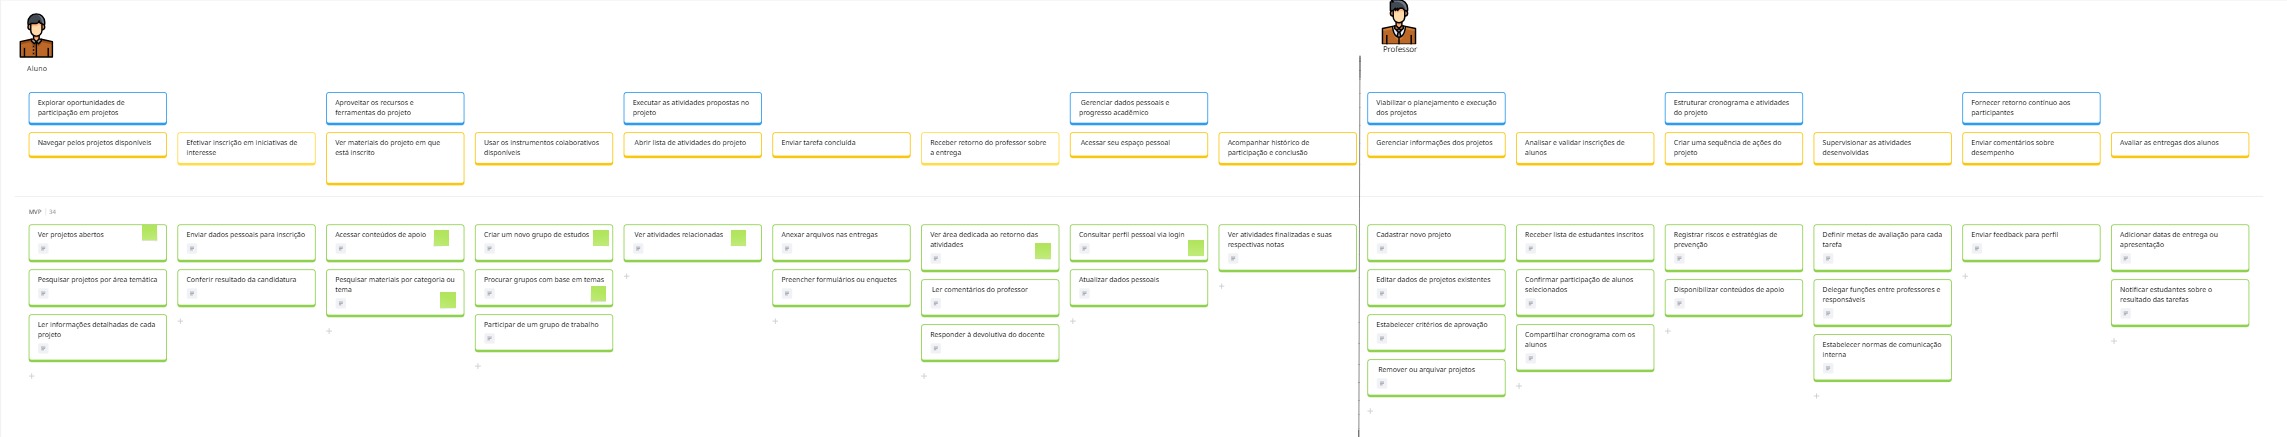 Aluno
Professor
Explorar oportunidades de
participação em projetos
Aproveitar os recursos e
ferramentas do projeto
Executar as atividades propostas no
projeto
Gerenciar dados pessoais e
progresso acadêmico
Viabilizar o planejamento e execução
dos projetos
Estruturar cronograma e atividades
do projeto
Fornecer retorno contínuo aos
participantes
Navegar pelos projetos disponíveis
Efetivar inscrição em iniciativas de
interesse
Ver materiais do projeto em que
está inscrito
Usar os instrumentos colaborativos
disponíveis
Abrir lista de atividades do projeto
Enviar tarefa concluída
Receber retorno do professor sobre
a entrega
Acessar seu espaço pessoal
Acompanhar histórico de
participação e conclusão
Gerenciar informações dos projetos
Analisar e validar inscrições de
alunos
Criar uma sequência de ações do
projeto
Supervisionar as atividades
desenvolvidas
Enviar comentários sobre
desempenho
Avaliar as entregas dos alunos
MVP 34
Ver projetos abertos
Pesquisar projetos por área temática
Ler informações detalhadas de cada
projeto
Enviar dados pessoais para inscrição
Conferir resultado da candidatura
Acessar conteúdos de apoio
Pesquisar materiais por categoria ou
tema
Criar um novo grupo de estudos
Procurar grupos com base em temas
Participar de um grupo de trabalho
Ver atividades relacionadas
Anexar arquivos nas entregas
Preencher formulários ou enquetes
Ver área dedicada ao retorno das
atividades
Ler comentários do professor
Responder à devolutiva do docente
Consultar perfil pessoal via login
Atualizar dados pessoais
Ver atividades finalizadas e suas
respectivas notas
Cadastrar novo projeto
Editar dados de projetos existentes
Estabelecer critérios de aprovação
Remover ou arquivar projetos
Receber lista de estudantes inscritos
Confirmar participação de alunos
selecionados
Compartilhar cronograma com os
alunos
Registrar riscos e estratégias de
prevenção
Disponibilizar conteúdos de apoio
Definir metas de avaliação para cada
tarefa
Delegar funções entre professores e
responsáveis
Estabelecer normas de comunicação
interna
Enviar feedback para perfil
Adicionar datas de entrega ou
apresentação
Notificar estudantes sobre o
resultado das tarefas